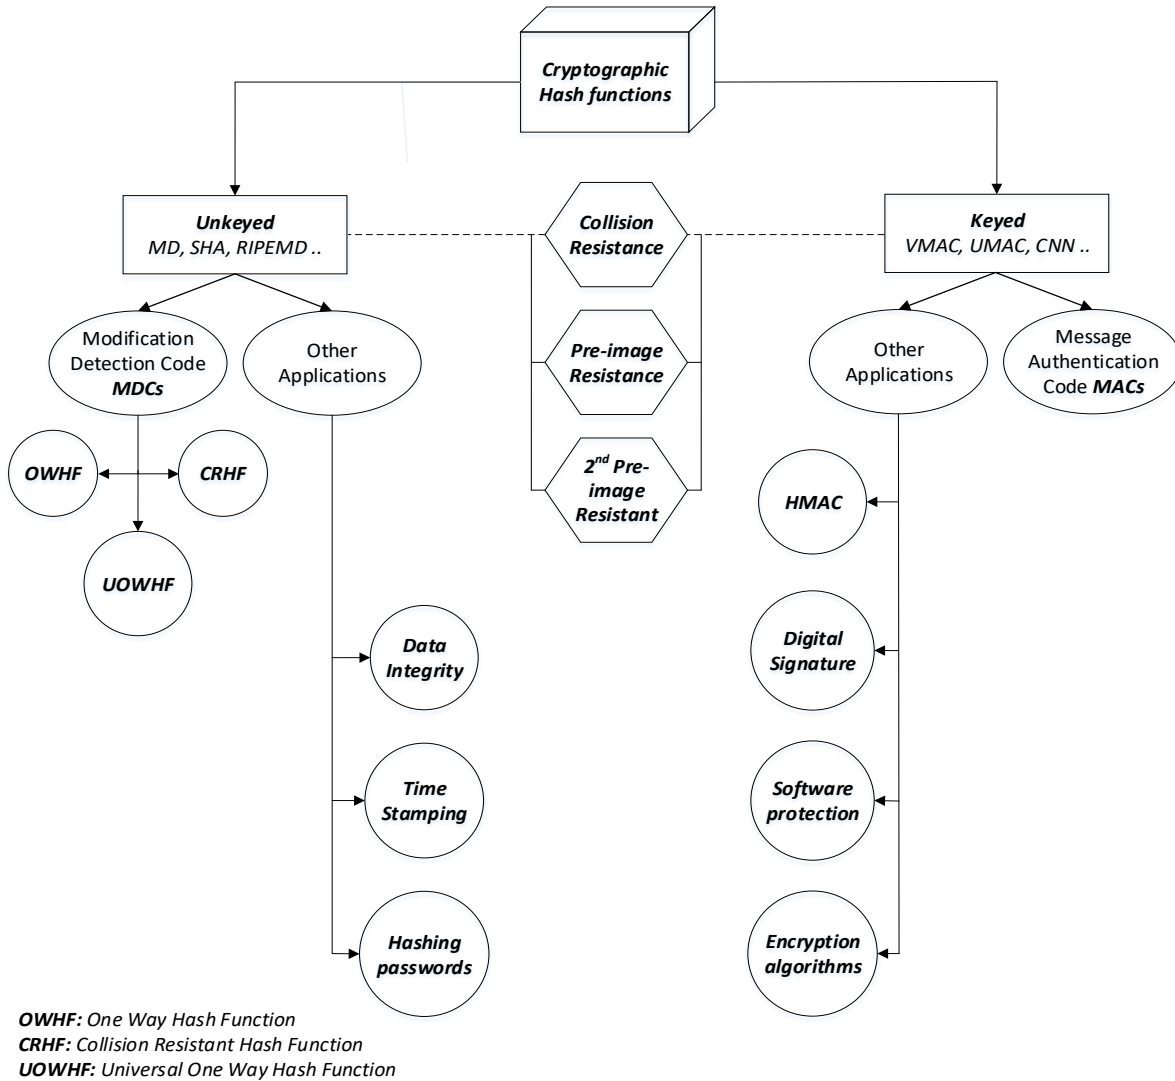 Cryptographic
Hash functions
Unkeyed
MD, SHA, RIPEMD ..
Collision
Resistance
Keyed
VMAC, UMAC, CNN ..
Modification
Detection Code
MDCs
Other
Applications
Pre-image
Resistance
Other
Applications
Message
Authentication
Code MACs
OWHF
CRHF
2nd Pre-
image
Resistant
HMAC
UOWHF
Data
Integrity
Digital
Signature
Time
Stamping
Software
protection
Hashing
passwords
Encryption
algorithms
OWHF: One Way Hash Function
CRHF: Collision Resistant Hash Function
UOWHF: Universal One Way Hash Function